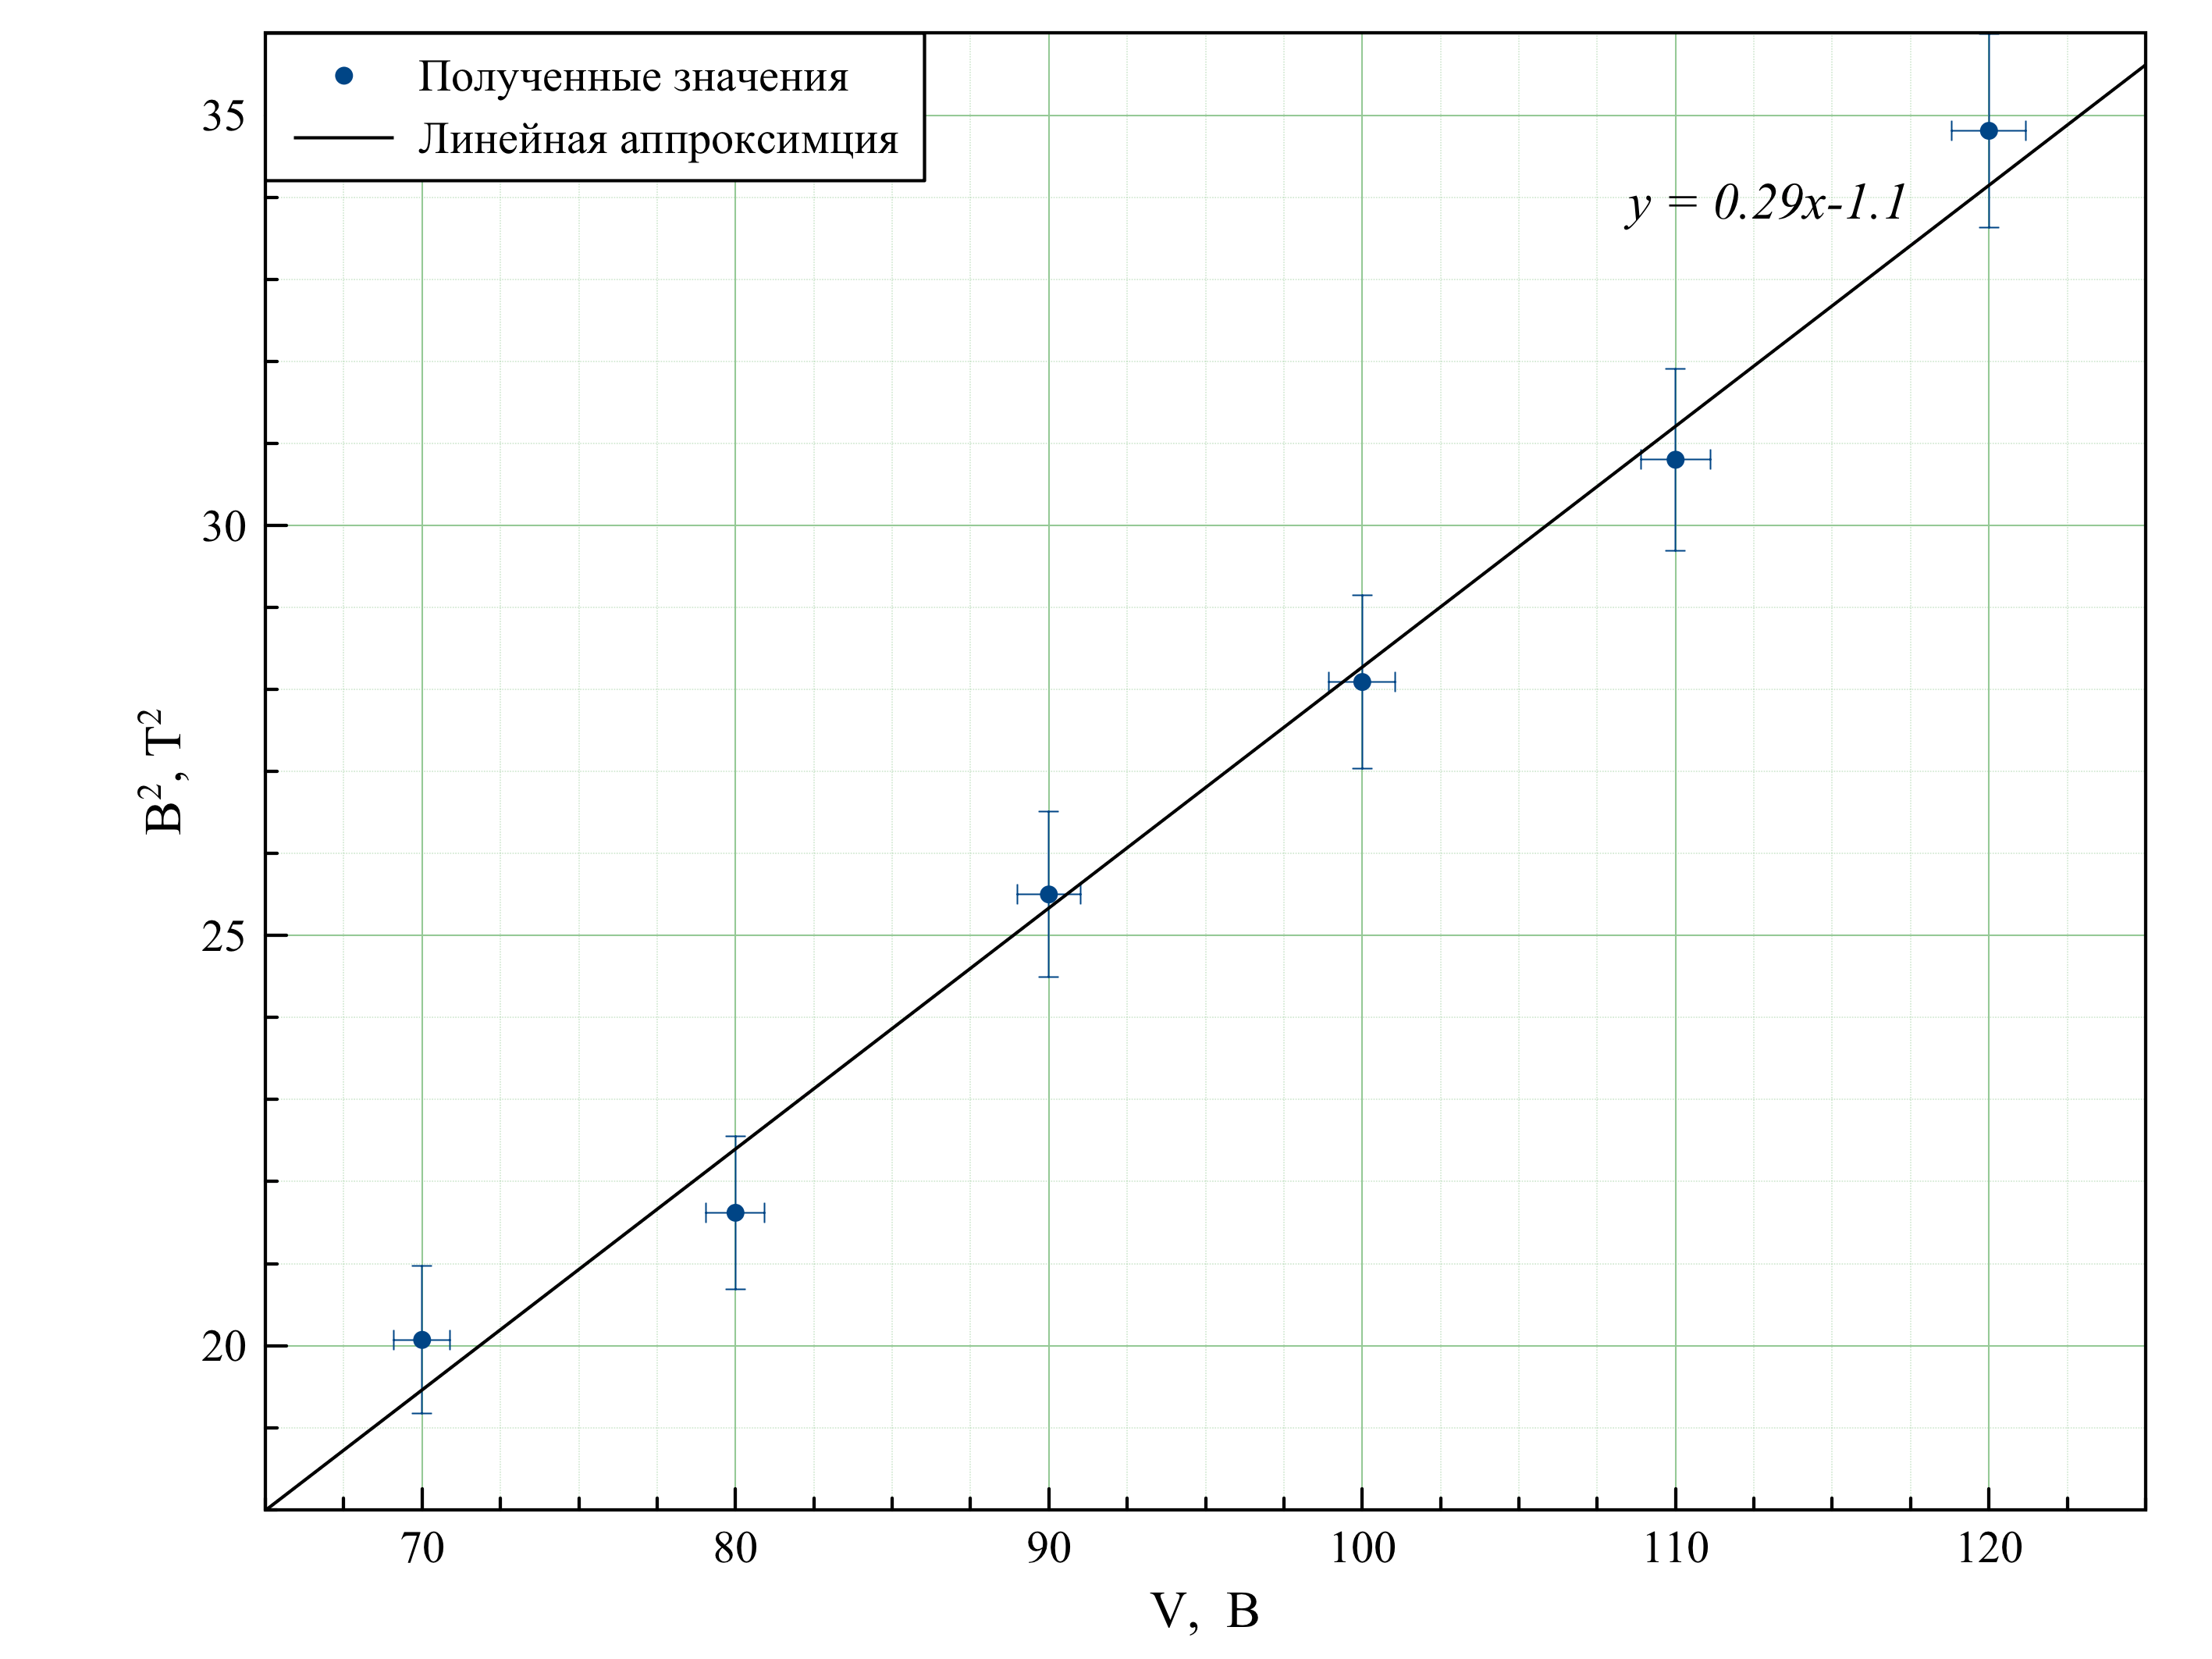 Полученные значения
Линейная аппроксимция
y = 0.29x-1.1
35
30
25
20
B², T²
70 80 90 100 110 120
V, В